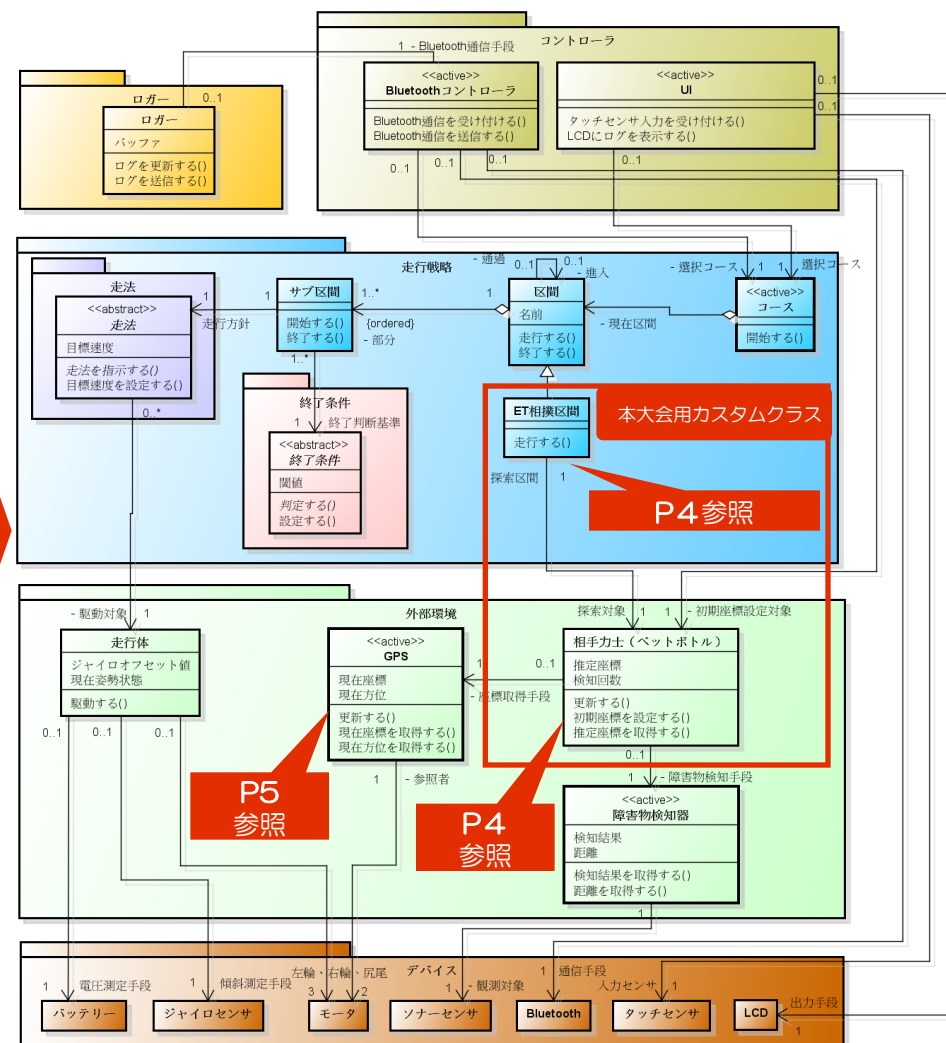 コントローラ
1 - Bluetooth通信手段
<<active>>
Bluetoothコントローラ
Bluetooth通信を受け付ける()
Bluetooth通信を送信する()
<<active>>
UI
タッチセンサ入力を受け付ける()
LCDにログを表示する()
0..1
0..1
0..1
0..1
0..1
0..1
ロガー
0..1
ロガー
バッファ
ログを更新する()
ログを送信する()
走行戦略
- 通過
0..1
0..1
- 進入
- 選択コース
1
1
選択コース
走法
<<abstract>>
走法
目標速度
走法を指示する()
目標速度を設定する()
1
走行方針
1
サブ区間
開始する()
終了する()
1..*
{ordered}
- 部分
1
区間
名前
走行する()
終了する()
- 現在区間
<<active>>
コース
開始する()
1..*
終了条件
1
終了判断基準
<<abstract>>
終了条件
閾値
判定する()
設定する()
0..*
ET相撲区間
走行する()
本大会用カスタムクラス
探索区間
1
P4参照
外部環境
- 駆動対象
1
探索対象
1
1
- 初期座標設定対象
走行体
ジャイロオフセット値
現在姿勢状態
駆動する()
0..1
0..1
0..1
<<active>>
GPS
現在座標
現在方位
更新する()
現在座標を取得する()
現在方位を取得する()
1
0..1
- 座標取得手段
相手力士(ペットボトル)
推定座標
検知回数
更新する()
初期座標を設定する()
推定座標を取得する()
0..1
1
- 障害物検知手段
1
- 参照者
P5
参照
P4
参照
<<active>>
障害物検知器
検知結果
距離
検知結果を取得する()
距離を取得する()
1
デバイス
1
電圧測定手段
1
傾斜測定手段
左輪、右輪、尻尾
3
2
1
- 観測対象
1
通信手段
入力センサ
1
出力手段
1
バッテリー
ジャイロセンサ
モータ
ソナーセンサ
Bluetooth
タッチセンサ
LCD